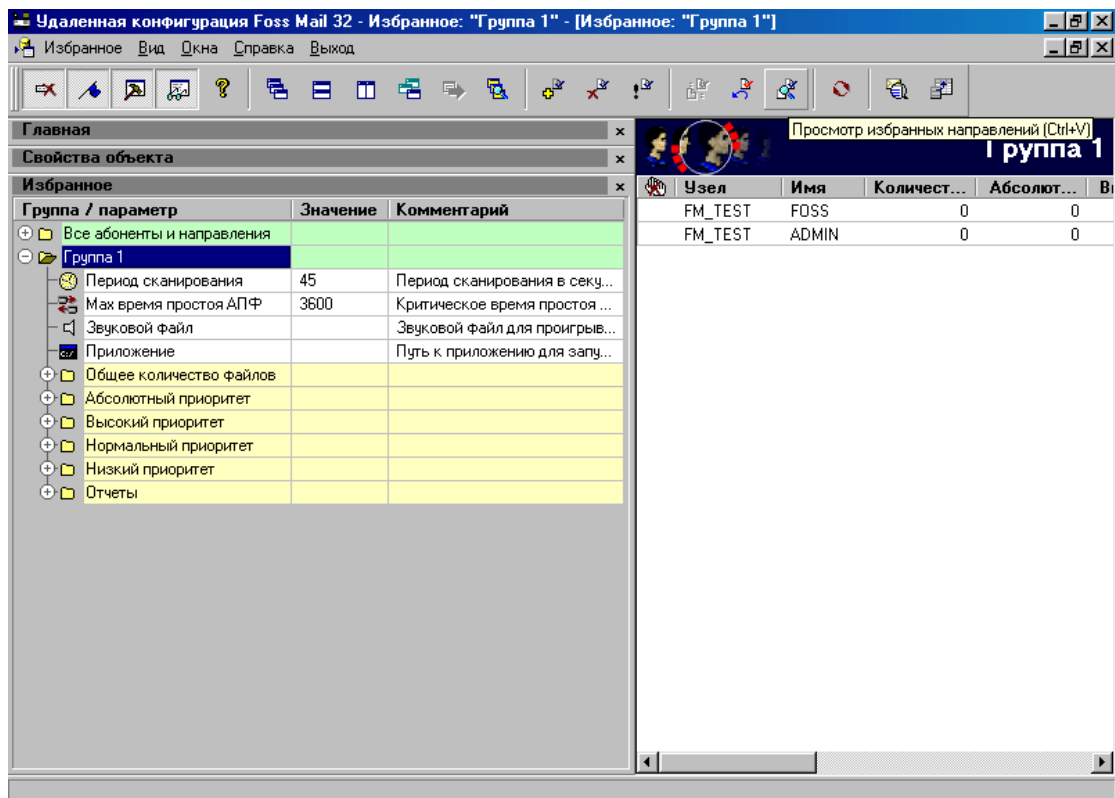 Удаленная конфигурация Foss Mail 32 - Избранное: "Группа 1" - [Избранное: "Группа 1"]
Избранное Вид Окна Справка Выход
Просмотр избранных направлений (Ctrl+V)
Главная
Группа 1
Свойства объекта
Избранное
Узел Имя Количест... Абсолют...
Группа / параметр Значение Комментарий
FM_TEST FOSS 0 0
Все абоненты и направления
FM_TEST ADMIN 0 0
Группа 1
Период сканирования 45 Период сканирования в секу...
Мах время простоя АПФ 3600 Критическое время простоя ...
Звуковой файл Звуковой файл для проигрыв...
Приложение Путь к приложению для запу...
Общее количество файлов
Абсолютный приоритет
Высокий приоритет
Нормальный приоритет
Низкий приоритет
Отчеты